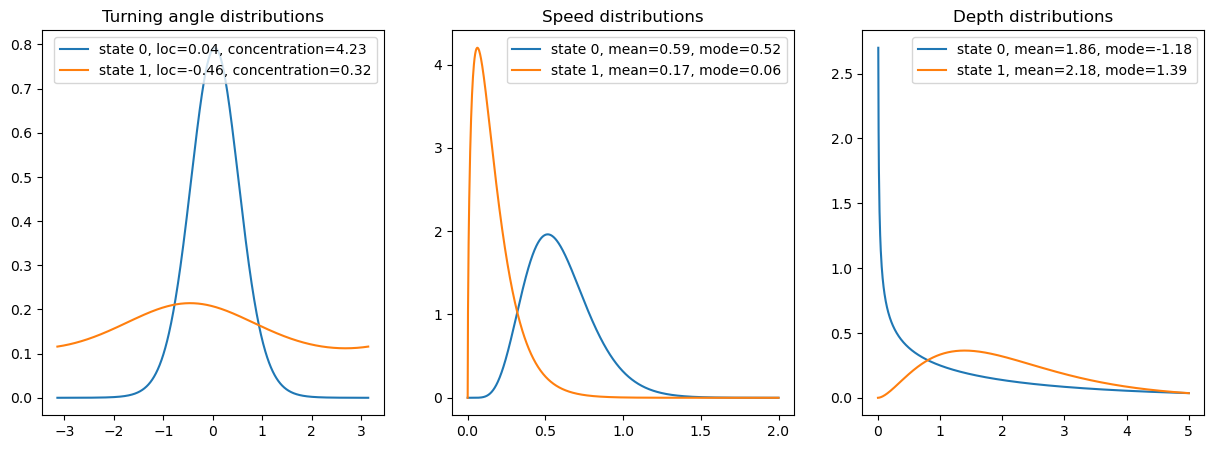 Turning angle distributions
state 0, loc=0.04, concentration=4.23
state 1, loc=-0.46, concentration=0.32
0.8
0.7
0.6
0.5
0.4
0.3
0.2
0.1
0.0
−3 −2 −1 0 1 2 3
Speed distributions
state 0, mean=0.59, mode=0.52
state 1, mean=0.17, mode=0.06
4
3
2
1
0
0.0 0.5 1.0 1.5 2.0
Depth distributions
state 0, mean=1.86, mode=-1.18
state 1, mean=2.18, mode=1.39
2.5
2.0
1.5
1.0
0.5
0.0
0 1 2 3 4 5